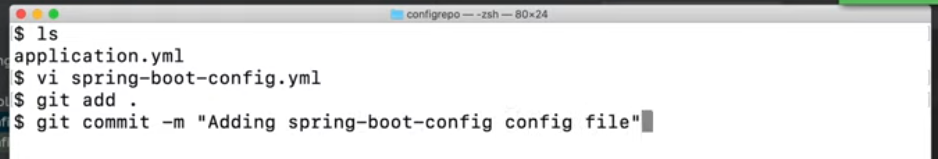 configrepo — -zsh — 80×24
$ ls
application.yml
$ vi spring-boot-config.yml
$ git add .
$ git commit -m "Adding spring-boot-config config file"